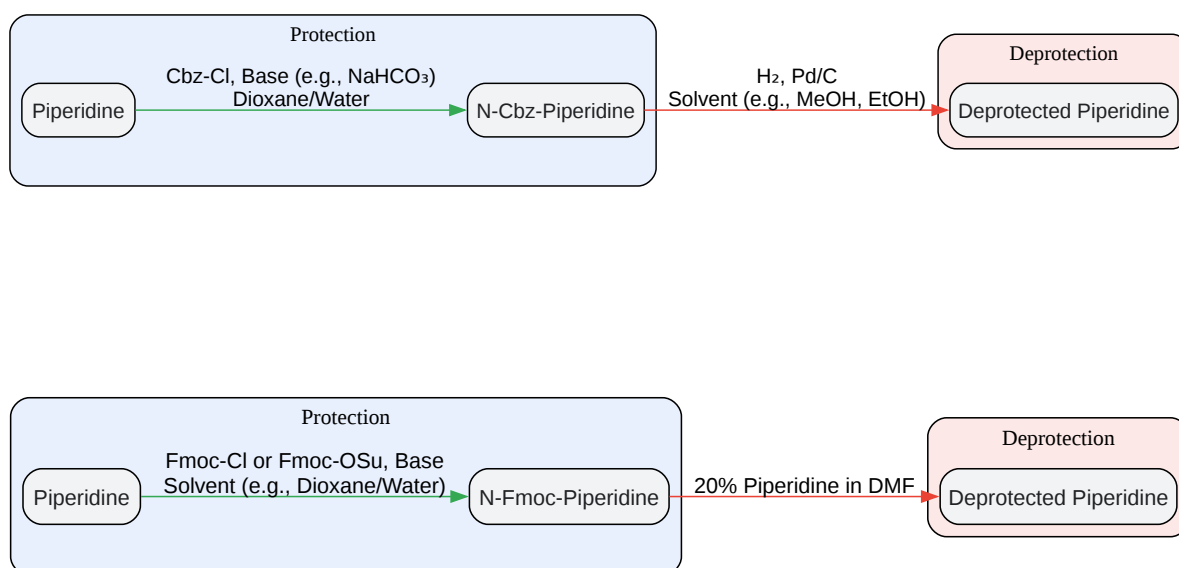 Protection
Deprotection
Cbz-Cl, Base (e.g., NaHCO₃)
Dioxane/Water
H₂, Pd/C
Solvent (e.g., MeOH, EtOH)
Piperidine
N-Cbz-Piperidine
Deprotected Piperidine
Protection
Deprotection
Fmoc-Cl or Fmoc-OSu, Base
Solvent (e.g., Dioxane/Water)
20% Piperidine in DMF
Piperidine
N-Fmoc-Piperidine
Deprotected Piperidine